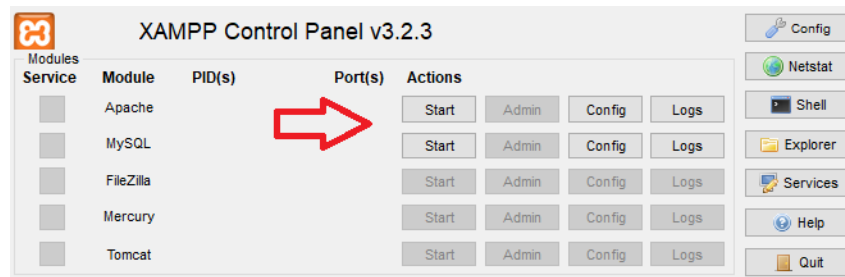 XAMPP Control Panel v3.2.3
Modules
Service Module PID(s) Port(s) Actions
Apache Start Admin Config Logs
MySQL Start Admin Config Logs
FileZilla Start Admin Config Logs
Mercury Start Admin Config Logs
Tomcat Start Admin Config Logs
Config
Netstat
Shell
Explorer
Services
Help
Quit